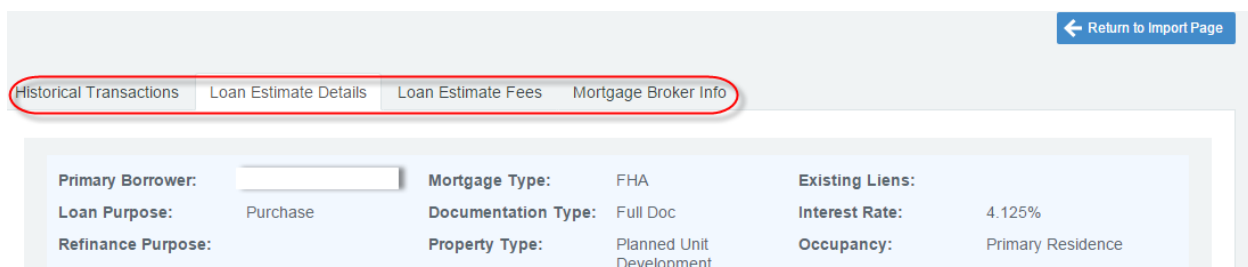 Return to Import Page
Historical Transactions Loan Estimate Details Loan Estimate Fees Mortgage Broker Info
Primary Borrower: Mortgage Type: FHA Existing Liens:
Loan Purpose: Purchase Documentation Type: Full Doc Interest Rate: 4.125%
Refinance Purpose: Property Type: Planned Unit Occupancy: Primary Residence
Development